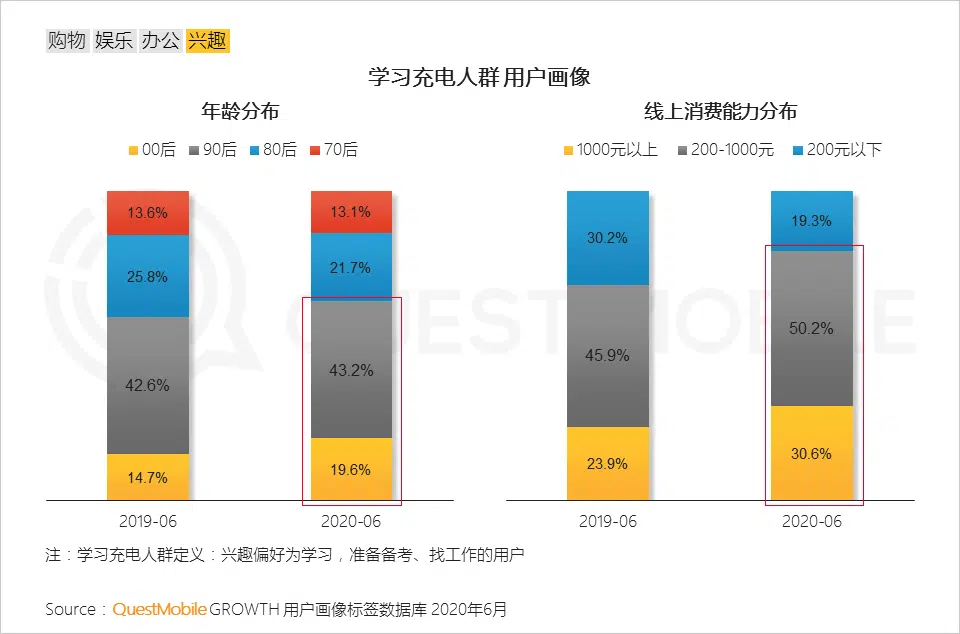 购物 娱乐 办公 兴趣
学习充电人群 用户画像
年龄分布
00后 90后 80后 70后
13.6%
25.8%
42.6%
14.7%
13.1%
21.7%
43.2%
19.6%
2019-06 2020-06
线上消费能力分布
1000元以上 200-1000元 200元以下
30.2%
45.9%
23.9%
19.3%
50.2%
30.6%
2019-06 2020-06
QUESTMOBILE
注：学习充电人群定义：兴趣偏好为学习，准备备考、找工作的用户
Source：QuestMobile GROWTH 用户画像标签数据库 2020年6月